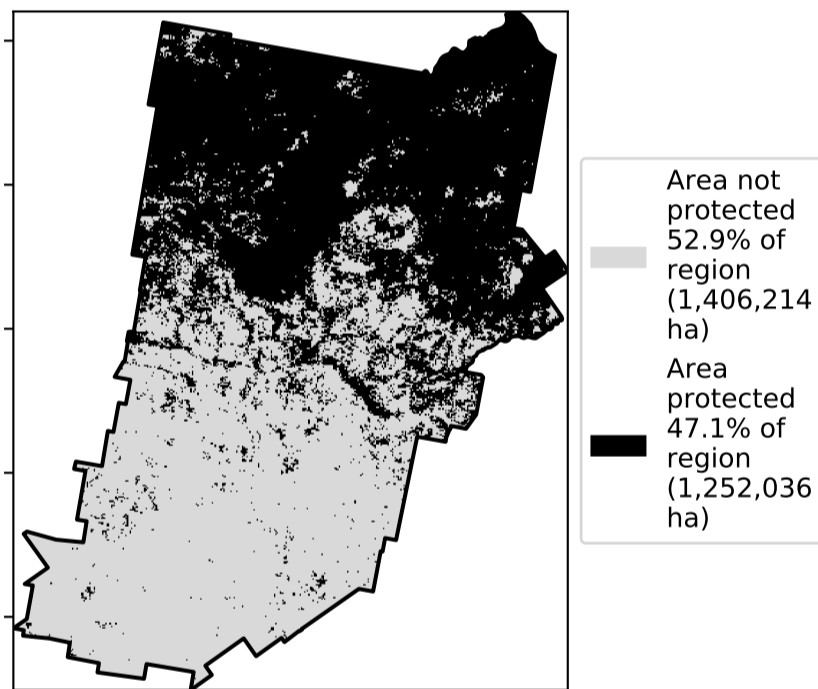 Area not
protected
52.9% of
region
(1,406,214
ha)
Area
protected
47.1% of
region
(1,252,036
ha)